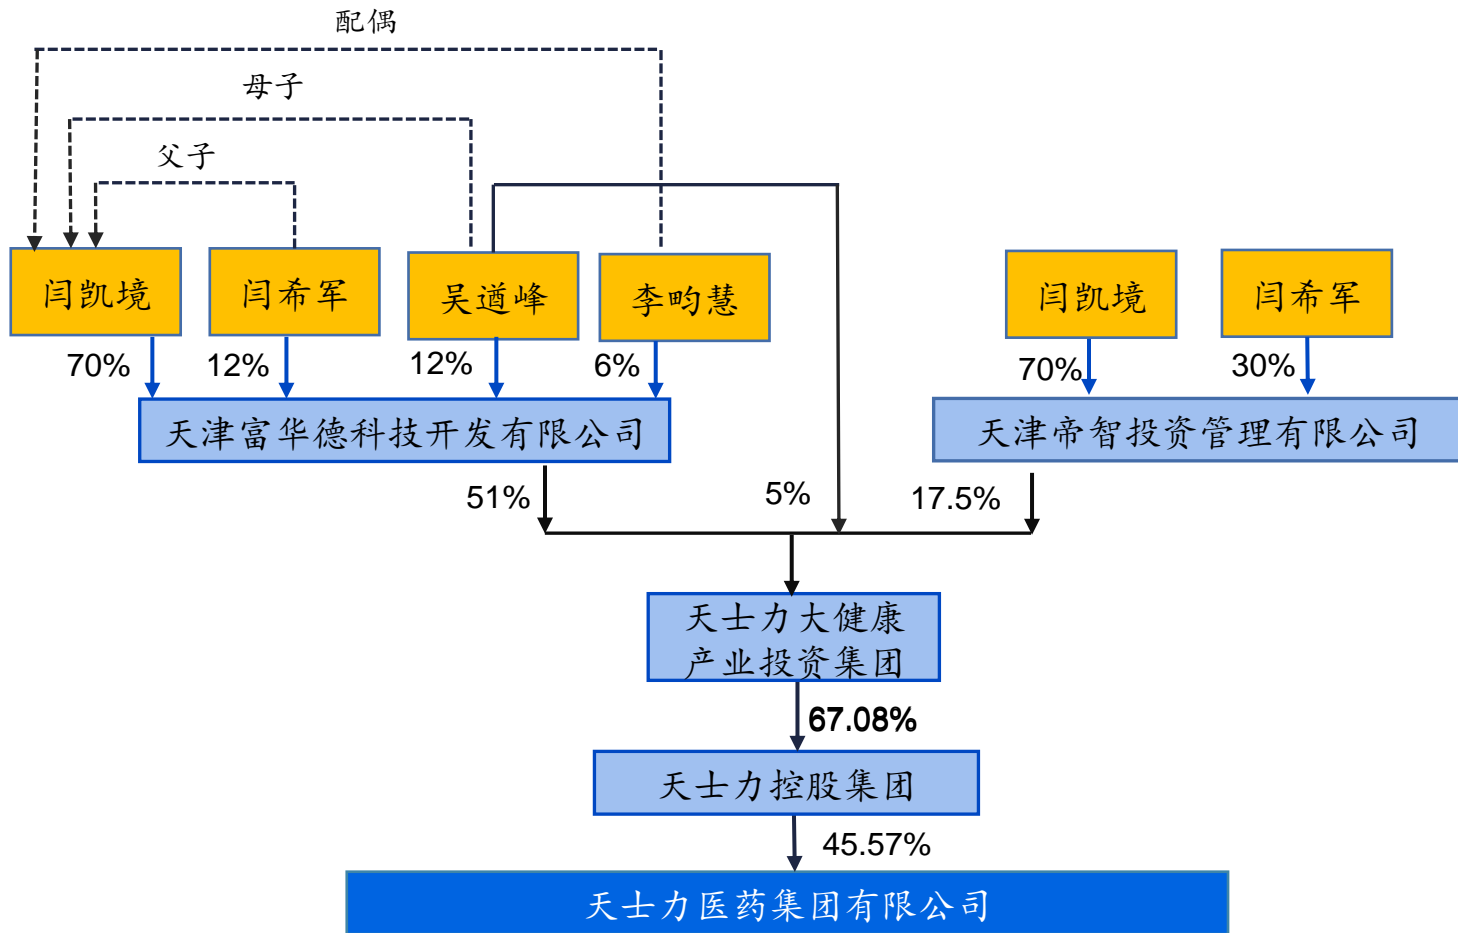 配偶
母子
父子
闫凯境
闫希军
吴迺峰
李畇慧
闫凯境
闫希军
70%
12%
12%
6%
70%
30%
天津富华德科技开发有限公司
天津帝智投资管理有限公司
51%
5%
17.5%
天士力大健康
产业投资集团
67.08%
天士力控股集团
45.57%
天士力医药集团有限公司